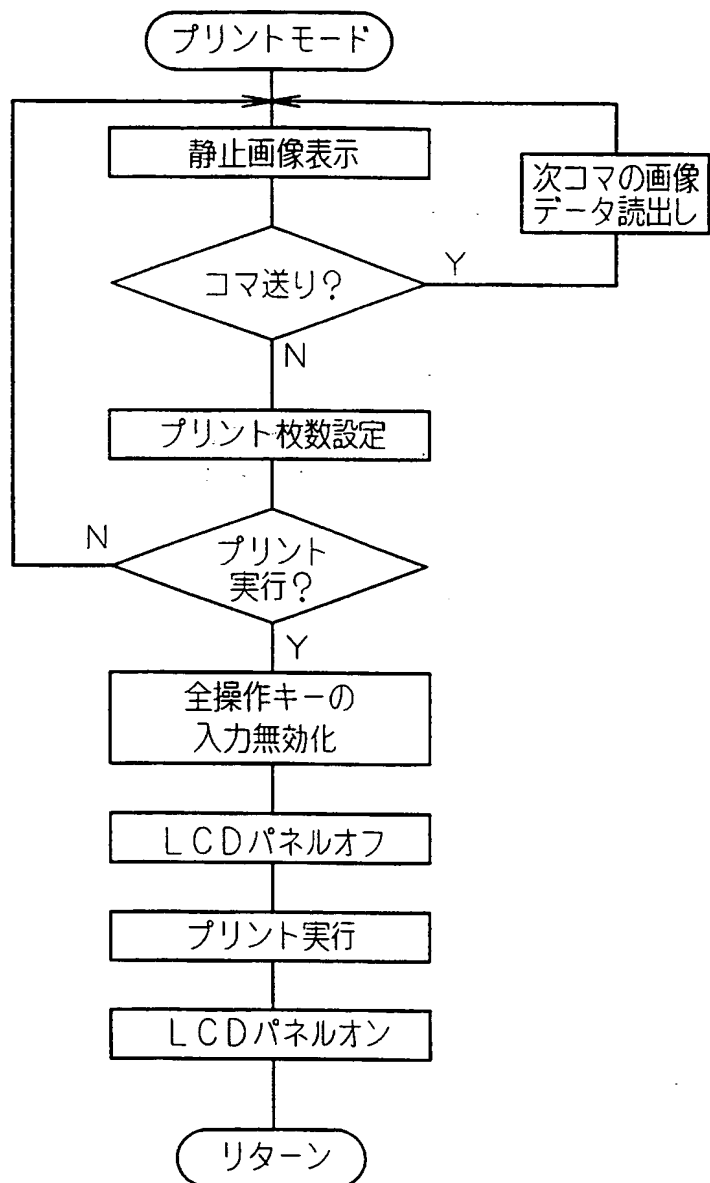 プリントモード
静止画像表示
次コマの画像
データ読出し
コマ送り?
Y
N
プリント枚数設定
N
プリント
実行?
Y
全操作キーの
入力無効化
LCDパネルオフ
プリント実行
LCDパネルオン
リターン